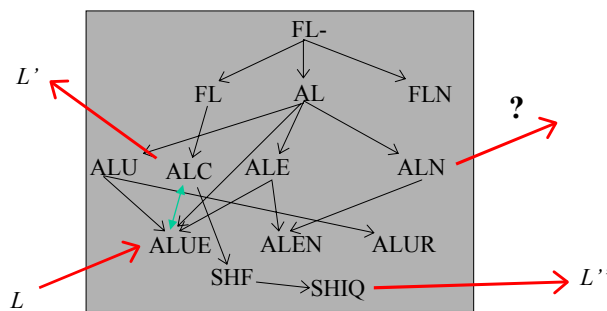 FL-
L'
FL AL FLN
?
ALU ALC ALE ALN
ALUE ALEN ALUR
SHF
L SHIQ L''